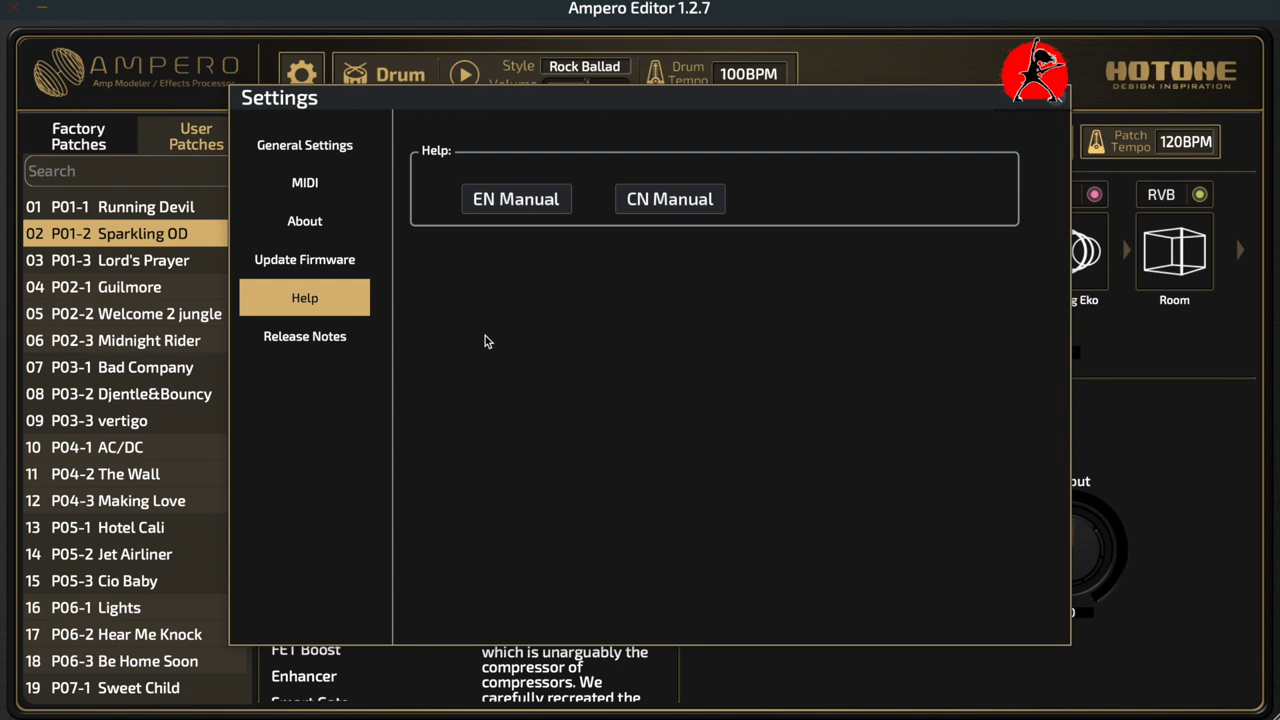 Ampero Editor 1.2.7
AMPERO
Amp Modeler / Effects Processor
Drum
Style
Rock Ballad
Volume
Drum
Tempo
100BPM
HOTONE
DESIGN INSPIRATION
Settings
Factory
Patches
User
Patches
Search
01 P01-1 Running Devil
02 P01-2 Sparkling OD
03 P01-3 Lord's Prayer
04 P02-1 Guilmore
05 P02-2 Welcome 2 jungle
06 P02-3 Midnight Rider
07 P03-1 Bad Company
08 P03-2 Djentle&Bouncy
09 P03-3 vertigo
10 P04-1 AC/DC
11 P04-2 The Wall
12 P04-3 Making Love
13 P05-1 Hotel Cali
14 P05-2 Jet Airliner
15 P05-3 Cio Baby
16 P06-1 Lights
17 P06-2 Hear Me Knock
18 P06-3 Be Home Soon
19 P07-1 Sweet Child
General Settings
MIDI
About
Update Firmware
Help
Release Notes
Help:
EN Manual
CN Manual
Patch
Tempo
120BPM
RVB
g Eko
Room
put
FET Boost
Enhancer
which is unarguably the
compressor of
compressors. We
carefully recreated the